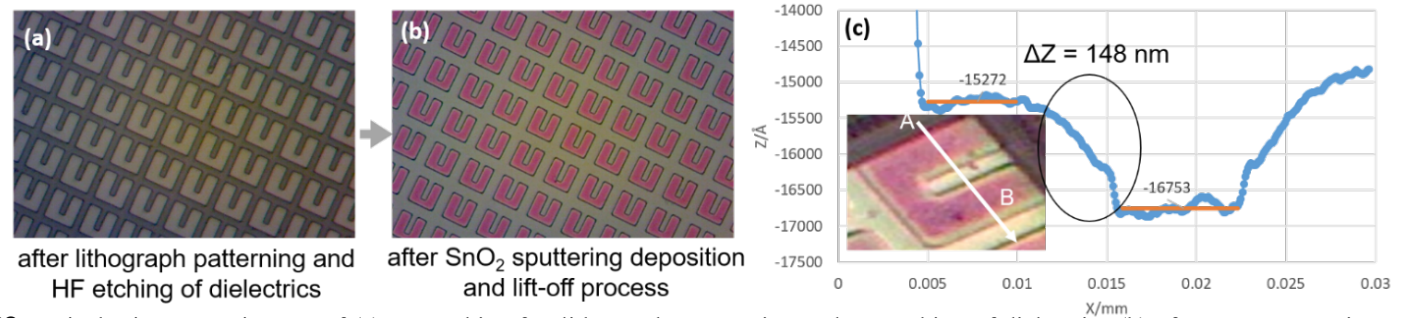 (a)
(b)
after lithograph patterning and
HF etching of dielectrics
after SnO2 sputtering deposition
and lift-off process
(c)
ΔZ = 148 nm
-15272
-16753
A
B
Z/Å
-14000
-14500
-15000
-15500
-16000
-16500
-17000
-17500
0
0.005
0.01
0.015
0.02
0.025
0.03
X/mm